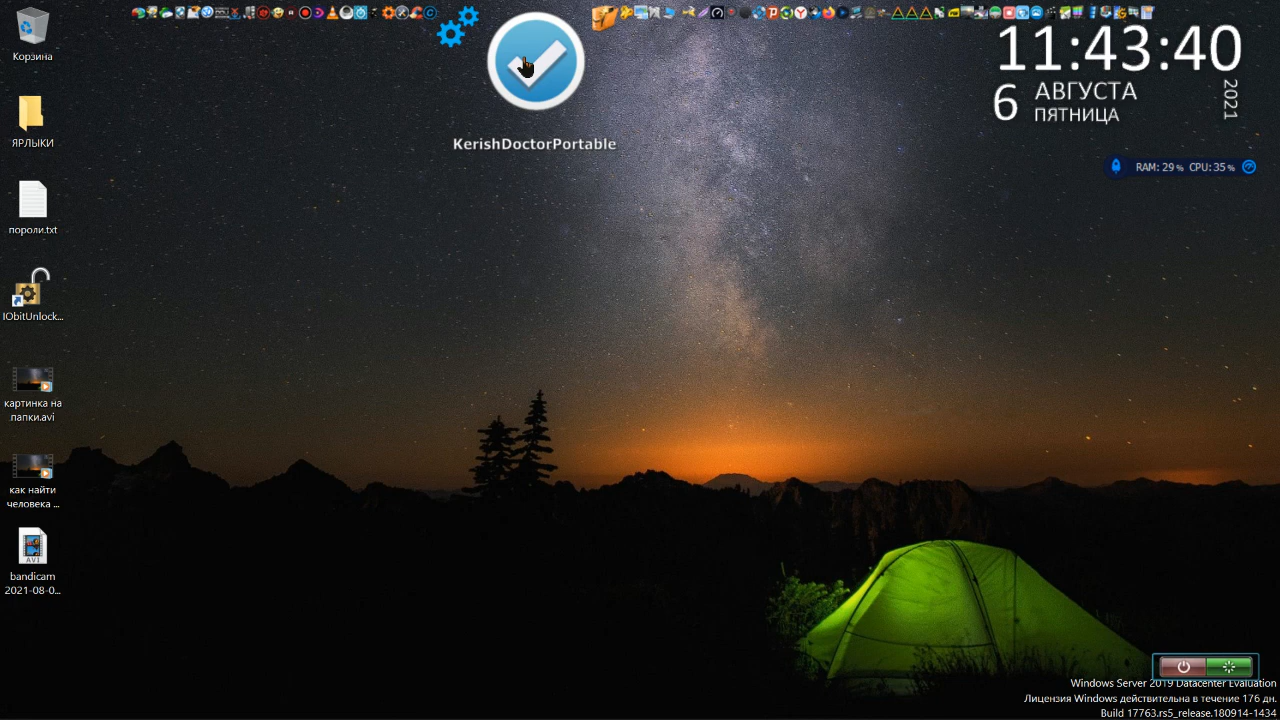 Корзина
ЯРЛЫКИ
пороли.txt
IObitUnlock...
картинка на
папки.avi
как найти
человека ...
AVI
bandicam
2021-08-0...
KerishDoctorPortable
11:43:40
6 АВГУСТА
ПЯТНИЦА
2021
RAM: 29% CPU: 35%
Windows Server 2019 Datacenter Evaluation
Лицензия Windows действительна в течение 176 дн.
Build 17763.rs5_release.180914-1434